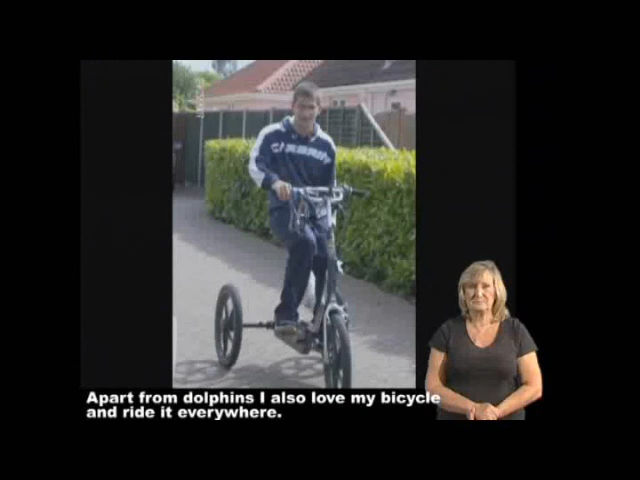 Apart from dolphins I also love my bicycle
and ride it everywhere.